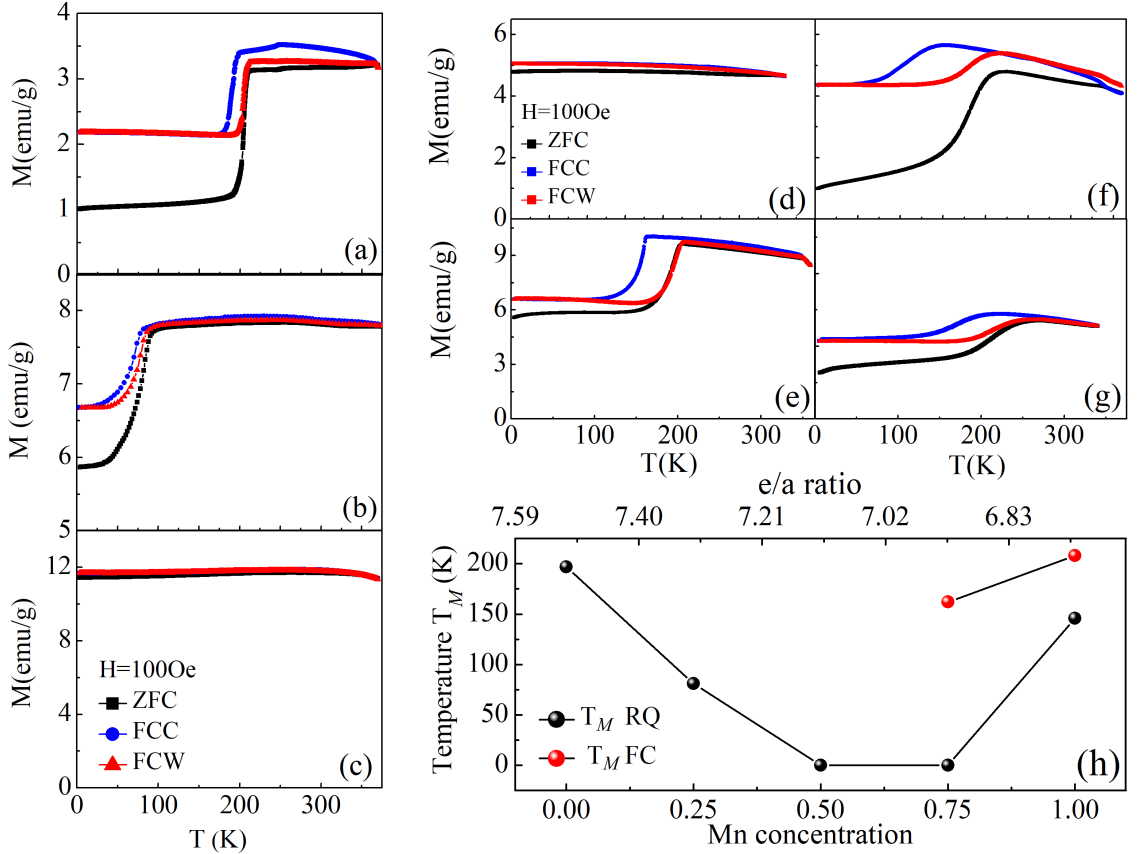 4
3
2
1
0
M(emu/g)
(a)
8
7
6
5
M (emu/g)
(b)
12
9
6
3
0
M(emu/g)
H=100Oe
ZFC
FCC
FCW
(c)
0 100 200 300
T (K)
6
4
2
0
M(emu/g)
H=100Oe
ZFC
FCC
FCW
(d)
(f)
9
6
3
0
M(emu/g)
(e)
(g)
0 100 200 300
T(K)
100 200 300
T(K)
e/a ratio
7.59 7.40 7.21 7.02 6.83
200
150
100
50
0
Temperature T_M (K)
T_M RQ
T_M FC
(h)
0.00 0.25 0.50 0.75 1.00
Mn concentration